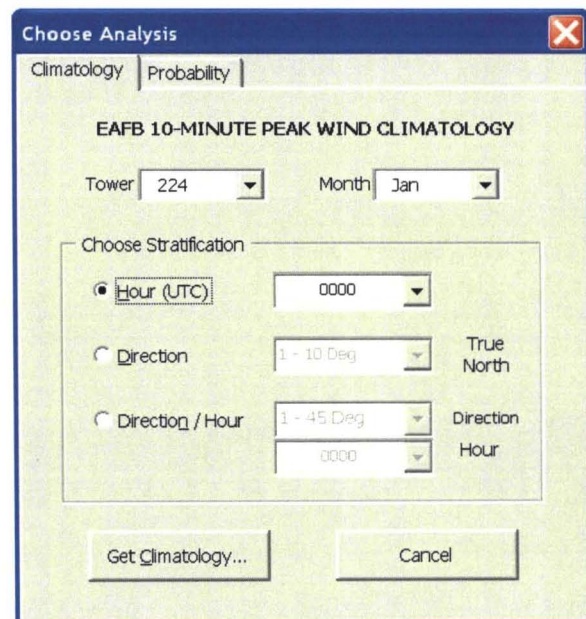 Choose Analysis
Climatology Probability
EAFB 10-MINUTE PEAK WIND CLIMATOLOGY
Tower 224 Month Jan
Choose Stratification
Hour (UTC) 0000
Direction 1 - 10 Deg True North
Direction / Hour 1 - 45 Deg Direction
0000 Hour
Get Climatology... Cancel